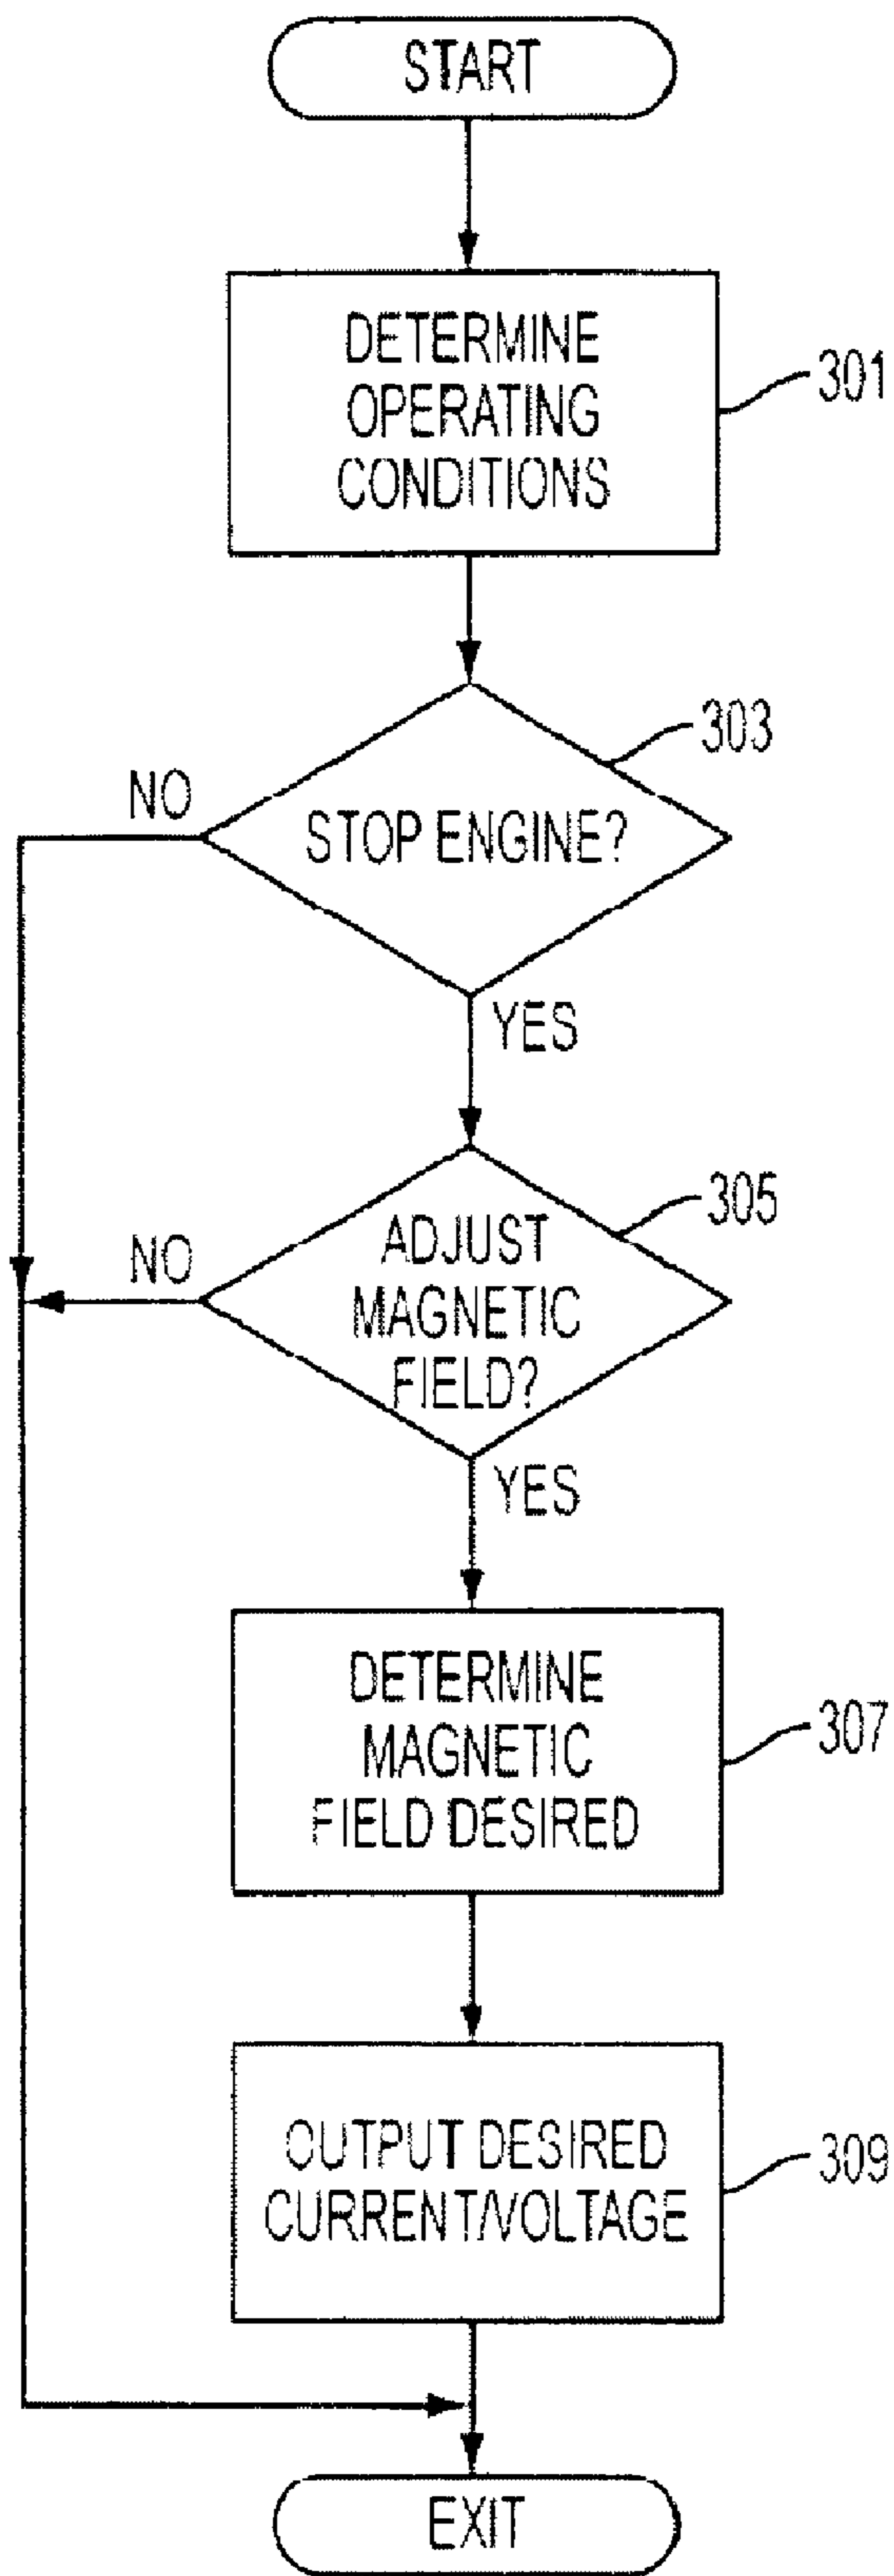 START
DETERMINE
OPERATING
CONDITIONS
301
303
NO
STOP ENGINE?
YES
305
NO
ADJUST
MAGNETIC
FIELD?
YES
DETERMINE
MAGNETIC
FIELD DESIRED
307
OUTPUT DESIRED
CURRENT/VOLTAGE
309
EXIT